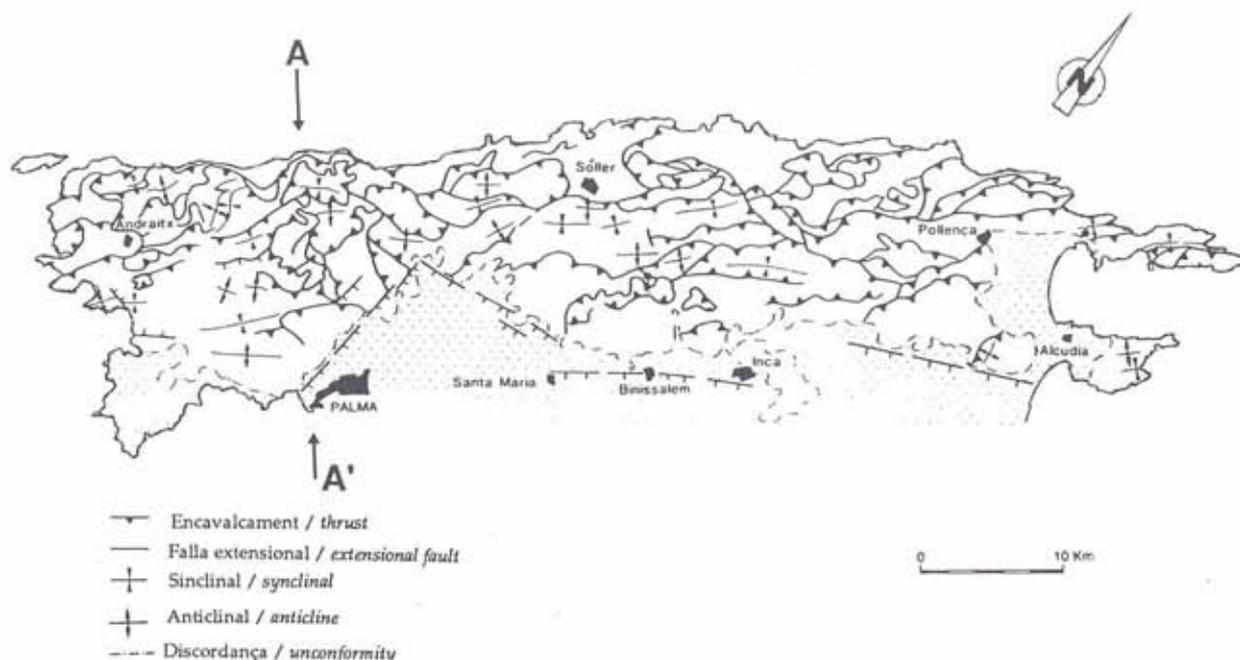 A
N
Sóller
Andraitx
Pollenca
Alcudia
Inca
Santa Maria
Binissalem
PALMA
A'
Encavalcament / thrust
Falla extensional / extensional fault
0 10 Km
Sinclinal / synclinal
Anticlinal / anticline
Discordança / unconformity